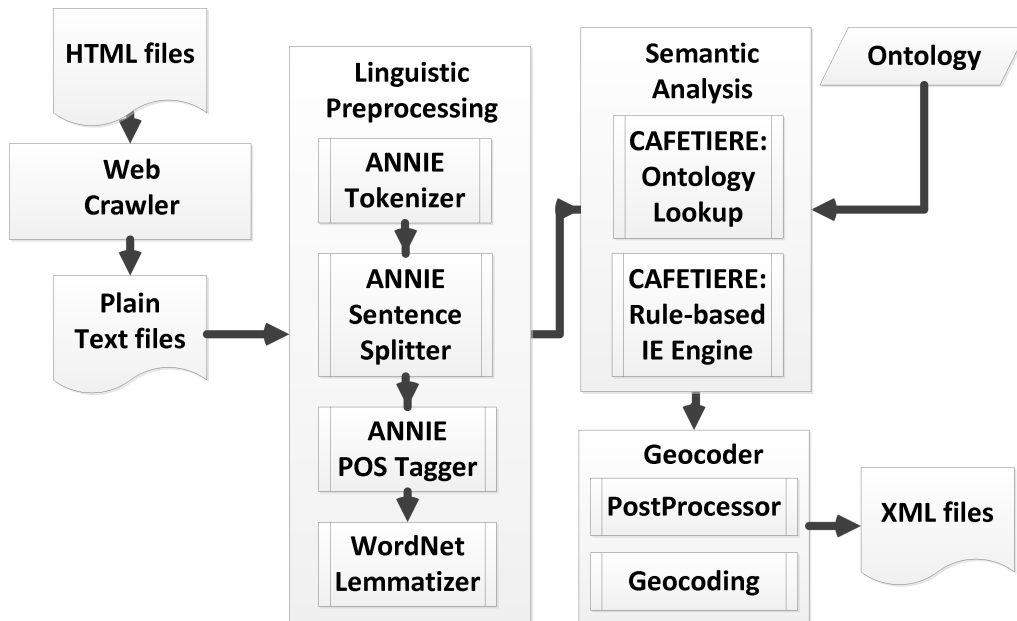 HTML files
Web
Crawler
Plain
Text files
Linguistic
Preprocessing
ANNIE
Tokenizer
ANNIE
Sentence
Splitter
ANNIE
POS Tagger
WordNet
Lemmatizer
Semantic
Analysis
CAFETIERE:
Ontology
Lookup
CAFETIERE:
Rule-based
IE Engine
Ontology
Geocoder
PostProcessor
Geocoding
XML files